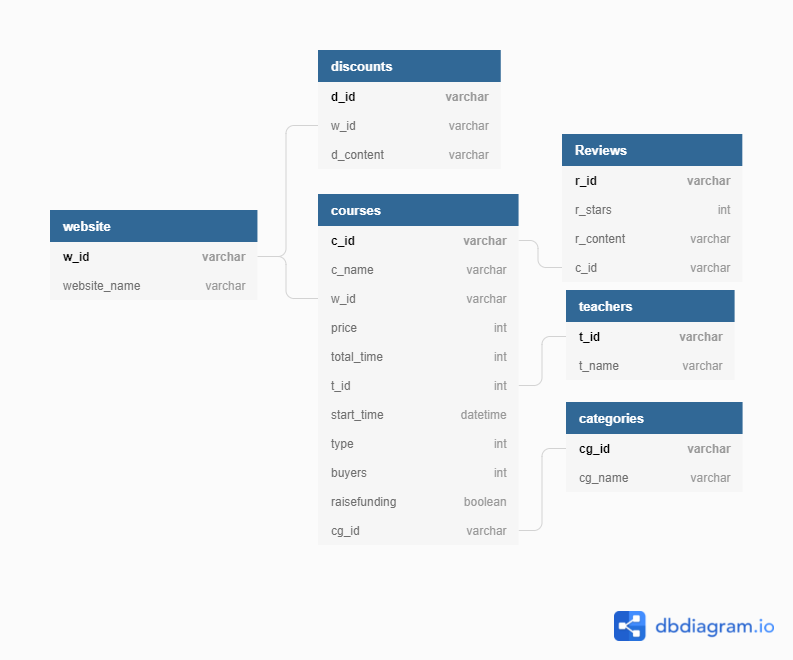 discounts
d_id varchar
w_id varchar
d_content varchar
Reviews
r_id varchar
r_stars int
r_content varchar
c_id varchar
website
w_id varchar
website_name varchar
courses
c_id varchar
c_name varchar
w_id varchar
price int
total_time int
t_id int
start_time datetime
type int
buyers int
raisefunding boolean
cg_id varchar
teachers
t_id varchar
t_name varchar
categories
cg_id varchar
cg_name varchar
dbdiagram.io